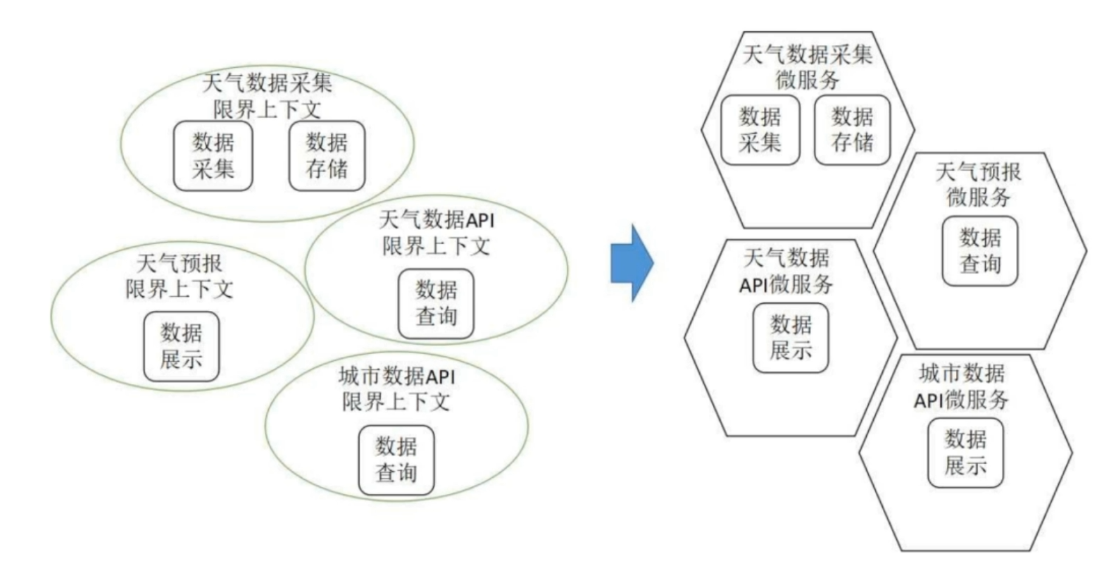 天气数据采集
限界上下文
数据
采集
数据
存储
天气数据API
限界上下文
数据
查询
天气预报
限界上下文
数据
展示
城市数据API
限界上下文
数据
查询
天气数据采集
微服务
数据
采集
数据
存储
天气预报
微服务
数据
查询
天气数据
API微服务
数据
展示
城市数据
API微服务
数据
展示